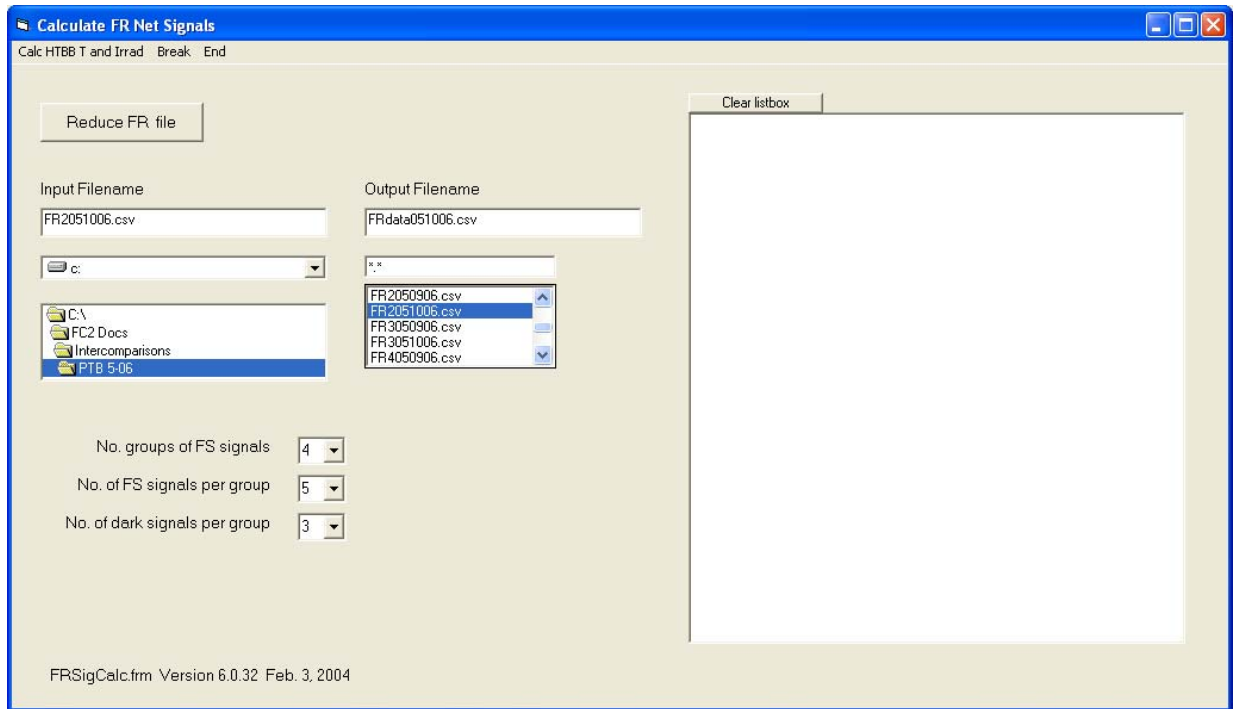 Calculate FR Net Signals
Calc HTBB T and Irrad Break End
Reduce FR file
Clear listbox
Input Filename
Output Filename
FR2051006.csv
FRdata051006.csv
c:
*.*
C:\
FC2 Docs
Intercomparisons
PTB 5-06
FR2050906.csv
FR2051006.csv
FR3050906.csv
FR3051006.csv
FR4050906.csv
No. groups of FS signals 4
No. of FS signals per group 5
No. of dark signals per group 3
FRSigCalc.frm Version 6.0.32 Feb. 3, 2004